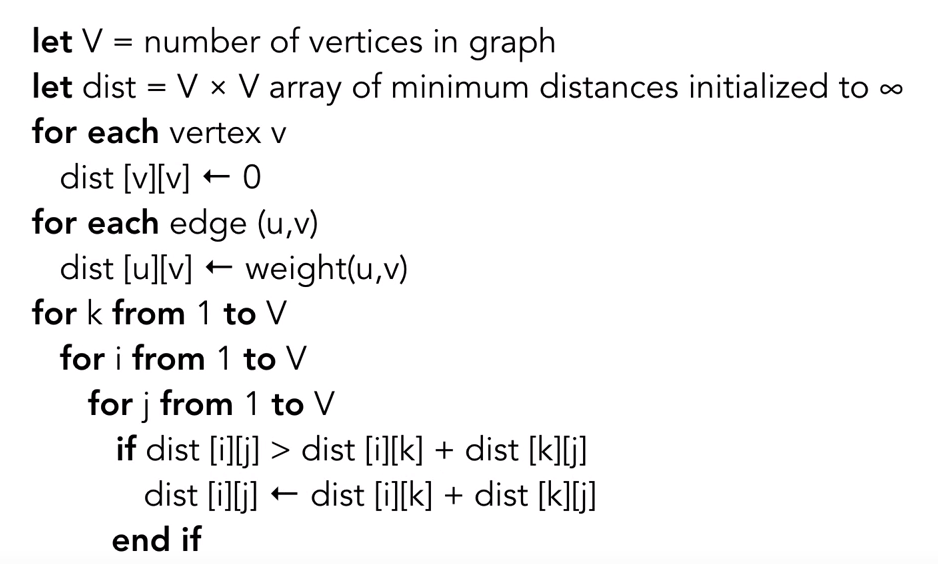 let V = number of vertices in graph
let dist = V × V array of minimum distances initialized to ∞
for each vertex v
dist [v][v] ← 0
for each edge (u,v)
dist [u][v] ← weight(u,v)
for k from 1 to V
for i from 1 to V
for j from 1 to V
if dist [i][j] > dist [i][k] + dist [k][j]
dist [i][j] ← dist [i][k] + dist [k][j]
end if